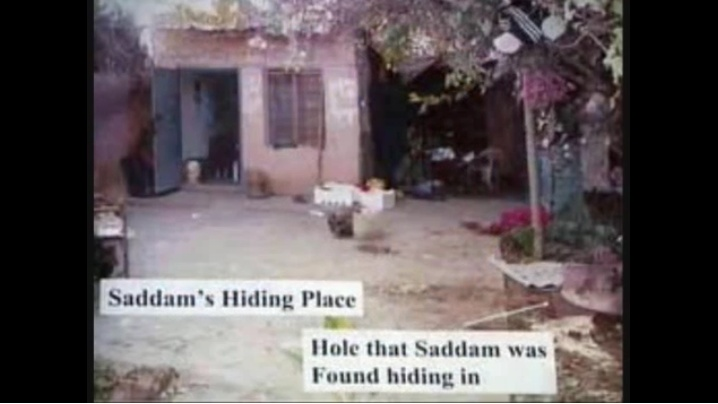 Saddam's Hiding Place
Hole that Saddam was
Found hiding in